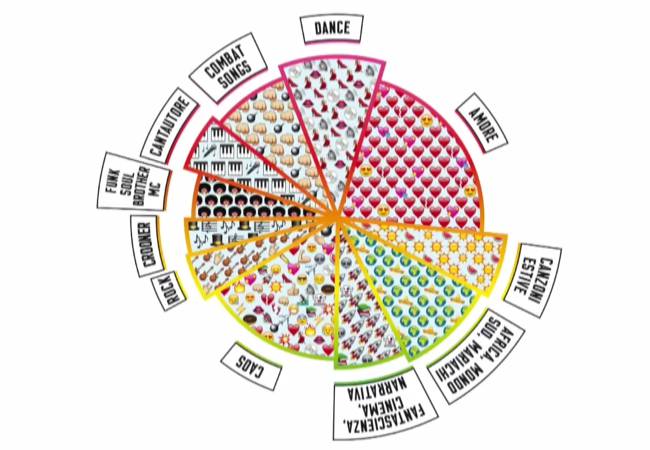 DANCE
AMORE
CANZONI
ESTIVE
AFRICA, MONDO
SUD, MARIACHI
FANTASCIENZA,
CINEMA,
NARRATIVA
CAOS
ROCK
CROONER
FUNK
SOUL
BROTHER
MC
CANTAUTORE
COMBAT
SONGS